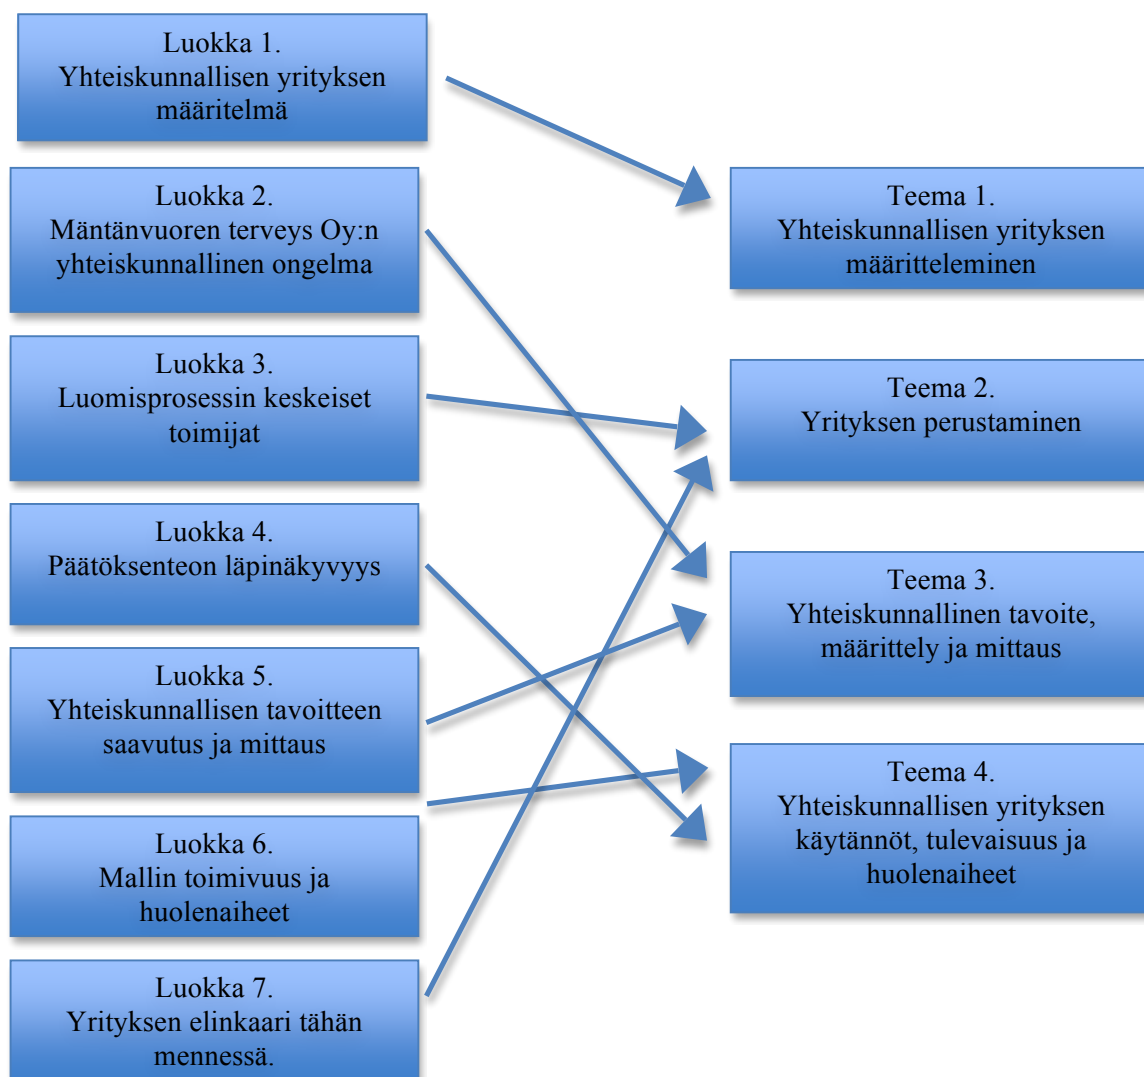 Luokka 1.
Yhteiskunnallisen yrityksen
määritelmä
Luokka 2.
Mäntänvuoren terveys Oy:n
yhteiskunnallinen ongelma
Luokka 3.
Luomisprosessin keskeiset
toimijat
Luokka 4.
Päätöksenteon läpinäkyvyys
Luokka 5.
Yhteiskunnallisen tavoitteen
saavutus ja mittaus
Luokka 6.
Mallin toimivuus ja
huolenaiheet
Luokka 7.
Yrityksen elinkaari tähän
mennessä.
Teema 1.
Yhteiskunnallisen yrityksen
määritteleminen
Teema 2.
Yrityksen perustaminen
Teema 3.
Yhteiskunnallinen tavoite,
määrittely ja mittaus
Teema 4.
Yhteiskunnallisen yrityksen
käytännöt, tulevaisuus ja
huolenaiheet